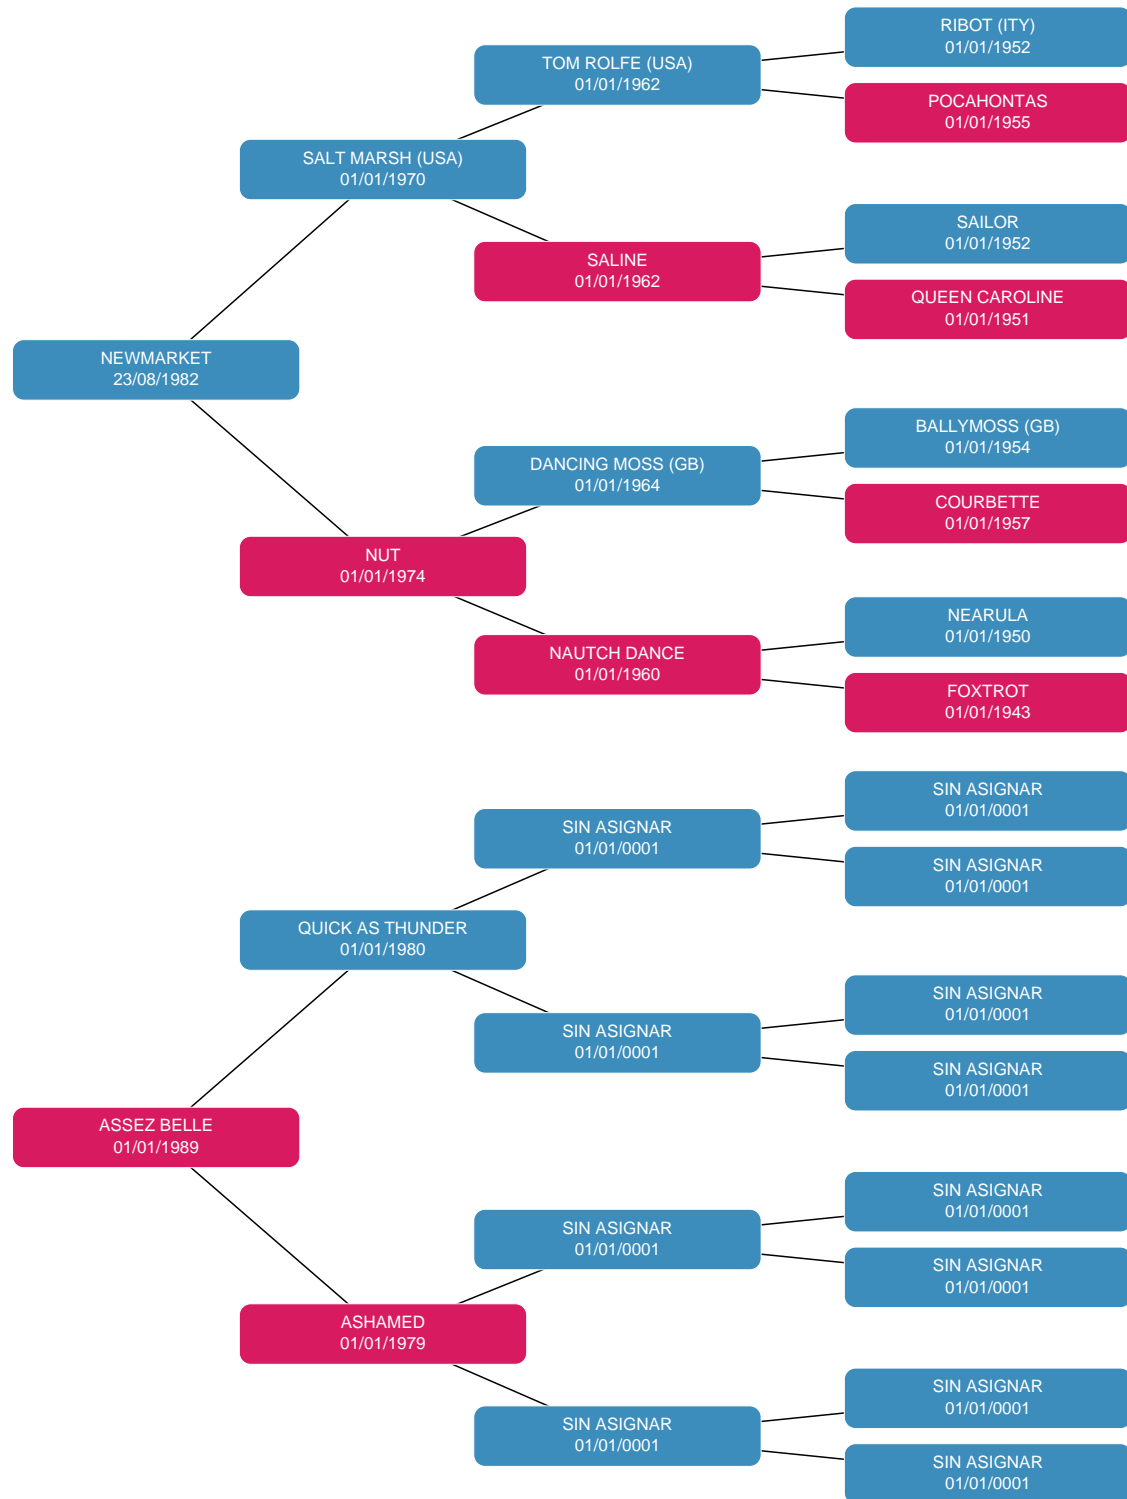 RIBOT (ITY)
01/01/1952
TOM ROLFE (USA)
01/01/1962
POCAHONTAS
01/01/1955
SALT MARSH (USA)
01/01/1970
SAILOR
01/01/1952
SALINE
01/01/1962
QUEEN CAROLINE
01/01/1951
NEWMARKET
23/08/1982
BALLYMOSS (GB)
01/01/1954
DANCING MOSS (GB)
01/01/1964
COURBETTE
01/01/1957
NUT
01/01/1974
NEARULA
01/01/1950
NAUTCH DANCE
01/01/1960
FOXTROT
01/01/1943
SIN ASIGNAR
01/01/0001
SIN ASIGNAR
01/01/0001
SIN ASIGNAR
01/01/0001
QUICK AS THUNDER
01/01/1980
SIN ASIGNAR
01/01/0001
SIN ASIGNAR
01/01/0001
SIN ASIGNAR
01/01/0001
ASSEZ BELLE
01/01/1989
SIN ASIGNAR
01/01/0001
SIN ASIGNAR
01/01/0001
SIN ASIGNAR
01/01/0001
ASHAMED
01/01/1979
SIN ASIGNAR
01/01/0001
SIN ASIGNAR
01/01/0001
SIN ASIGNAR
01/01/0001